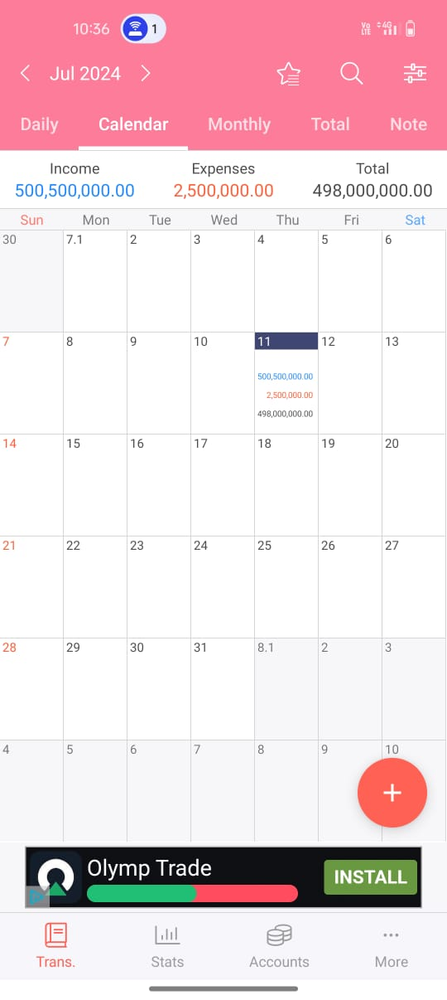 10:36 1 Vo LTE 4G
Jul 2024
Daily Calendar Monthly Total Note
Income Expenses Total
500,500,000.00 2,500,000.00 498,000,000.00
Sun Mon Tue Wed Thu Fri Sat
30 7.1 2 3 4 5 6
7 8 9 10 11 12 13
500,500,000.00
2,500,000.00
498,000,000.00
14 15 16 17 18 19 20
21 22 23 24 25 26 27
28 29 30 31 8.1 2 3
4 5 6 7 8 9 10
+
Olymp Trade
INSTALL
Trans. Stats Accounts More